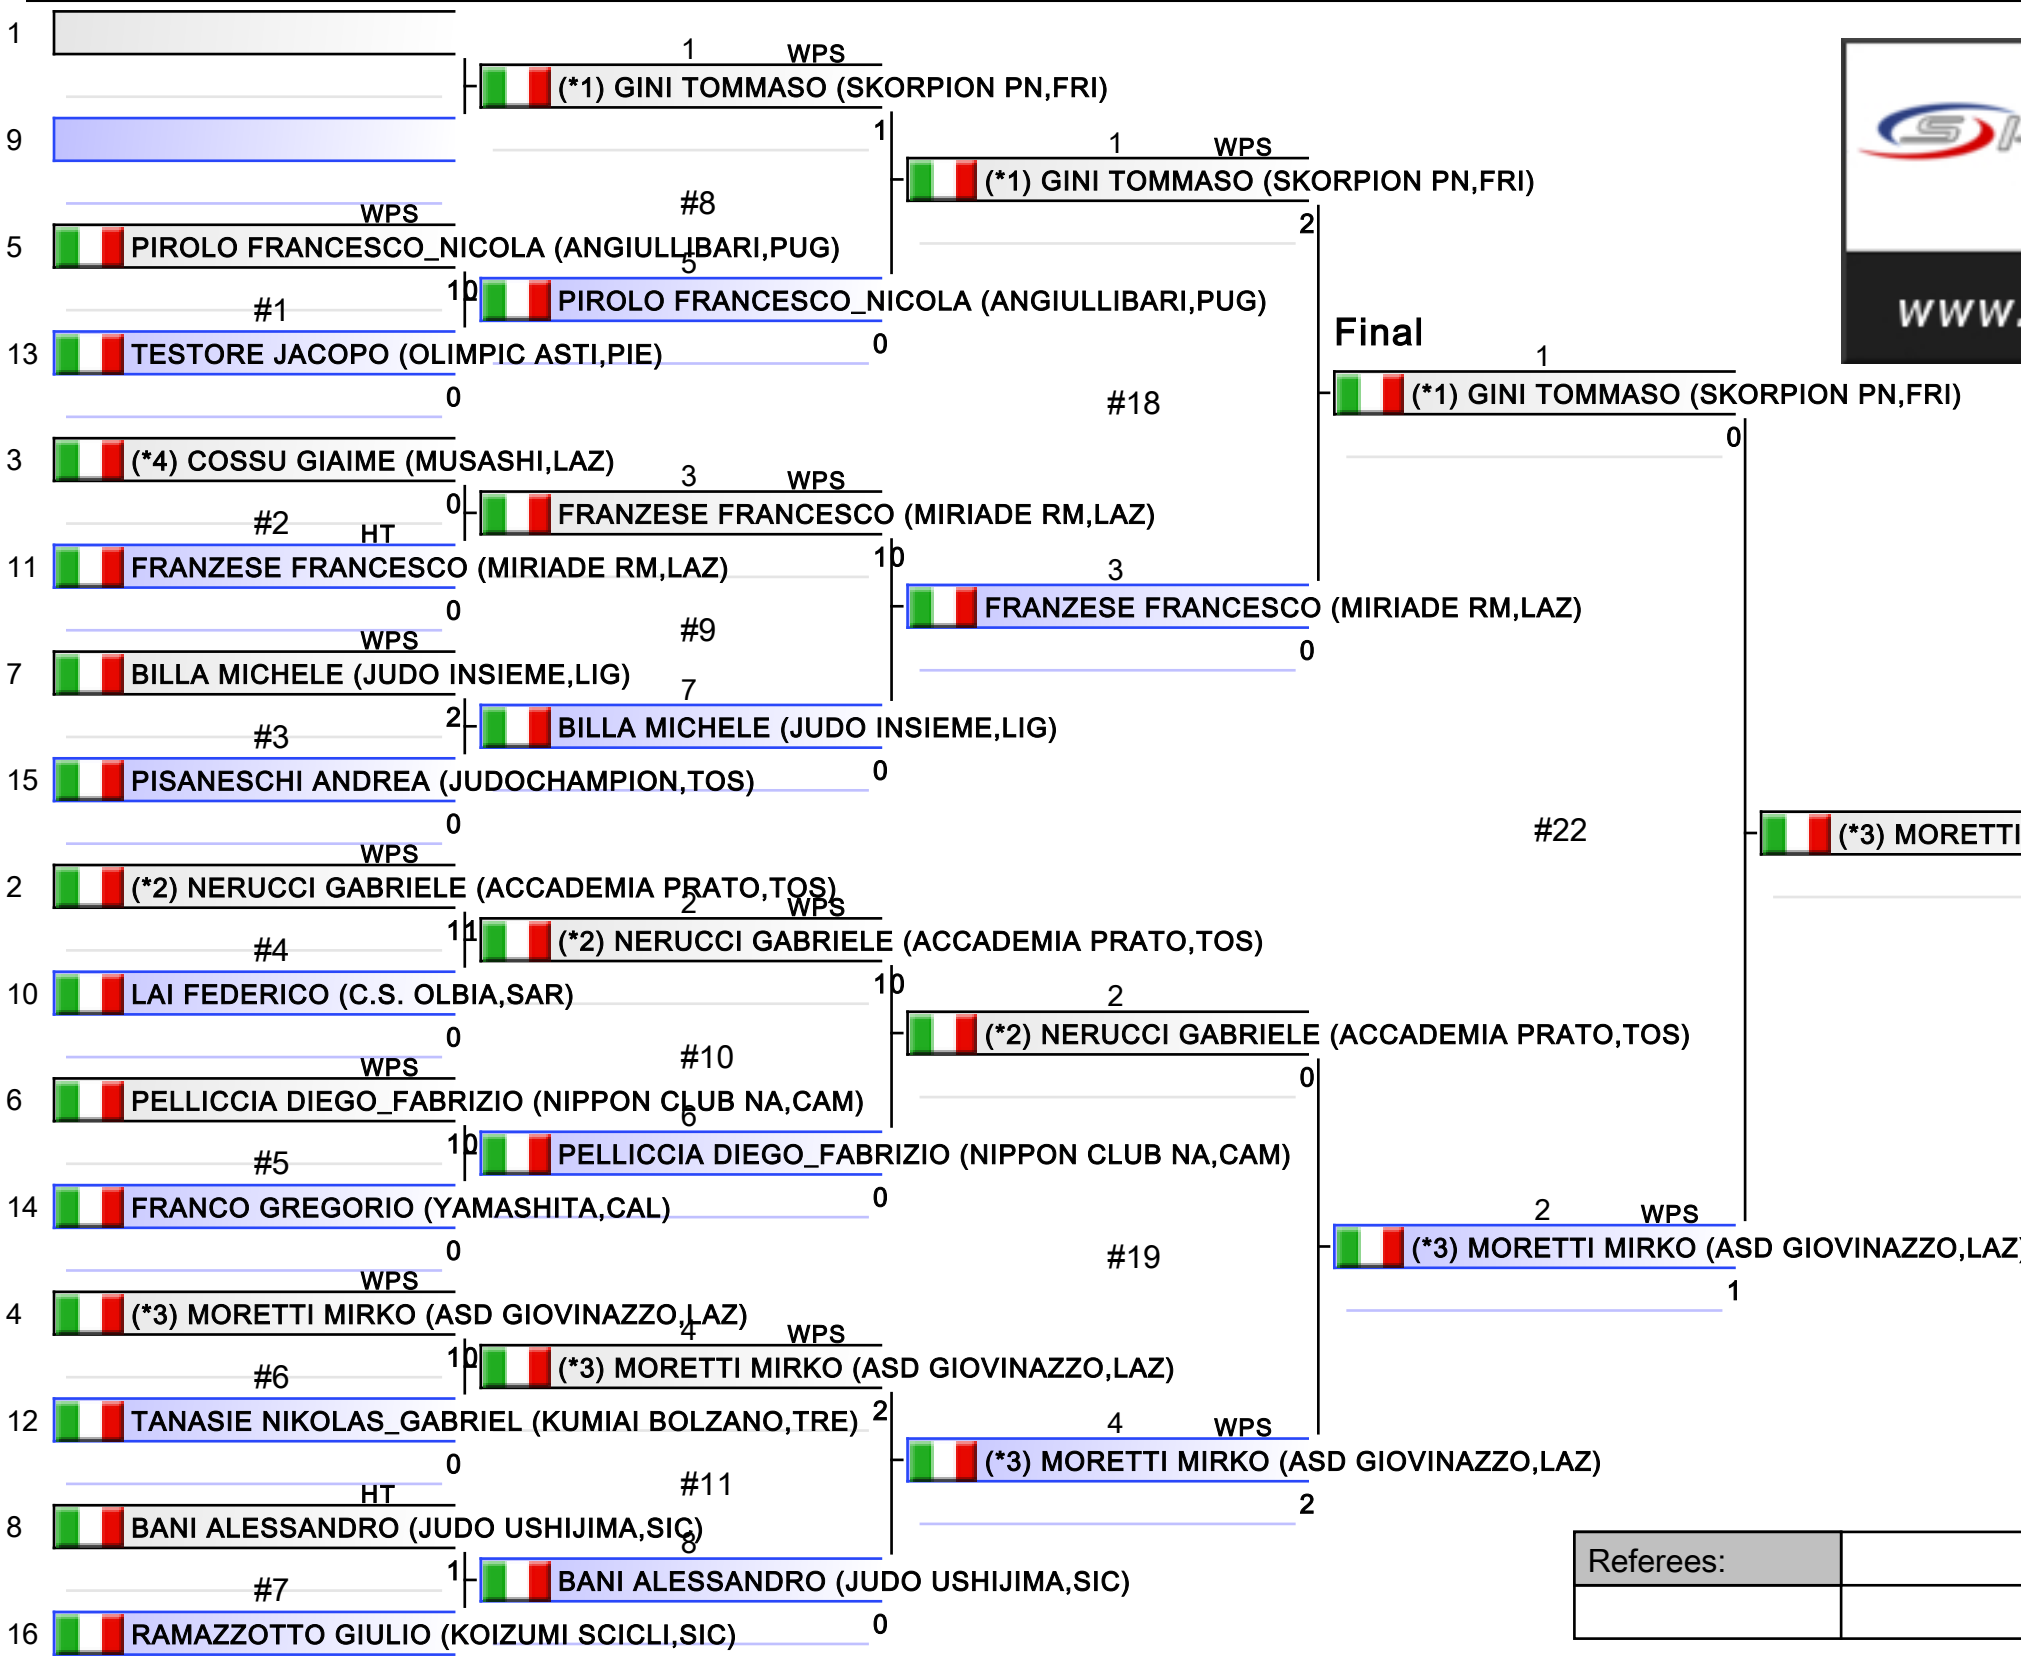 1
1 WPS
(*1) GINI TOMMASO (SKORPION PN,FRI)
9
1
1 WPS
(*1) GINI TOMMASO (SKORPION PN,FRI)
WPS
#8
2
5 PIROLO FRANCESCO_NICOLA (ANGIULLIBARI,PUG)
5
#1
10
PIROLO FRANCESCO_NICOLA (ANGIULLIBARI,PUG)
www.
Final
0
13 TESTORE JACOPO (OLIMPIC ASTI,PIE)
1
0
#18
(*1) GINI TOMMASO (SKORPION PN,FRI)
0
3 (*4) COSSU GIAIME (MUSASHI,LAZ)
3 WPS
0
#2
HT
FRANZESE FRANCESCO (MIRIADE RM,LAZ)
10
11 FRANZESE FRANCESCO (MIRIADE RM,LAZ)
3
0
FRANZESE FRANCESCO (MIRIADE RM,LAZ)
WPS
#9
0
7 BILLA MICHELE (JUDO INSIEME,LIG)
7
2
#3
BILLA MICHELE (JUDO INSIEME,LIG)
0
15 PISANESCHI ANDREA (JUDOCHAMPION,TOS)
0
#22
(*3) MORETTI
WPS
2 (*2) NERUCCI GABRIELE (ACCADEMIA PRATO,TOS)
2 WPS
11
#4
(*2) NERUCCI GABRIELE (ACCADEMIA PRATO,TOS)
10
10 LAI FEDERICO (C.S. OLBIA,SAR)
2
0
(*2) NERUCCI GABRIELE (ACCADEMIA PRATO,TOS)
WPS
#10
0
6 PELLICCIA DIEGO_FABRIZIO (NIPPON CLUB NA,CAM)
6
10
#5
PELLICCIA DIEGO_FABRIZIO (NIPPON CLUB NA,CAM)
0
14 FRANCO GREGORIO (YAMASHITA,CAL)
2 WPS
0
#19
(*3) MORETTI MIRKO (ASD GIOVINAZZO,LAZ)
1
WPS
4 (*3) MORETTI MIRKO (ASD GIOVINAZZO,LAZ)
4 WPS
10
#6
(*3) MORETTI MIRKO (ASD GIOVINAZZO,LAZ)
2
12 TANASIE NIKOLAS_GABRIEL (KUMIAI BOLZANO,TRE)
4 WPS
0
(*3) MORETTI MIRKO (ASD GIOVINAZZO,LAZ)
HT
#11
2
8 BANI ALESSANDRO (JUDO USHIJIMA,SIC)
8
1
#7
BANI ALESSANDRO (JUDO USHIJIMA,SIC)
Referees:
0
16 RAMAZZOTTO GIULIO (KOIZUMI SCICLI,SIC)